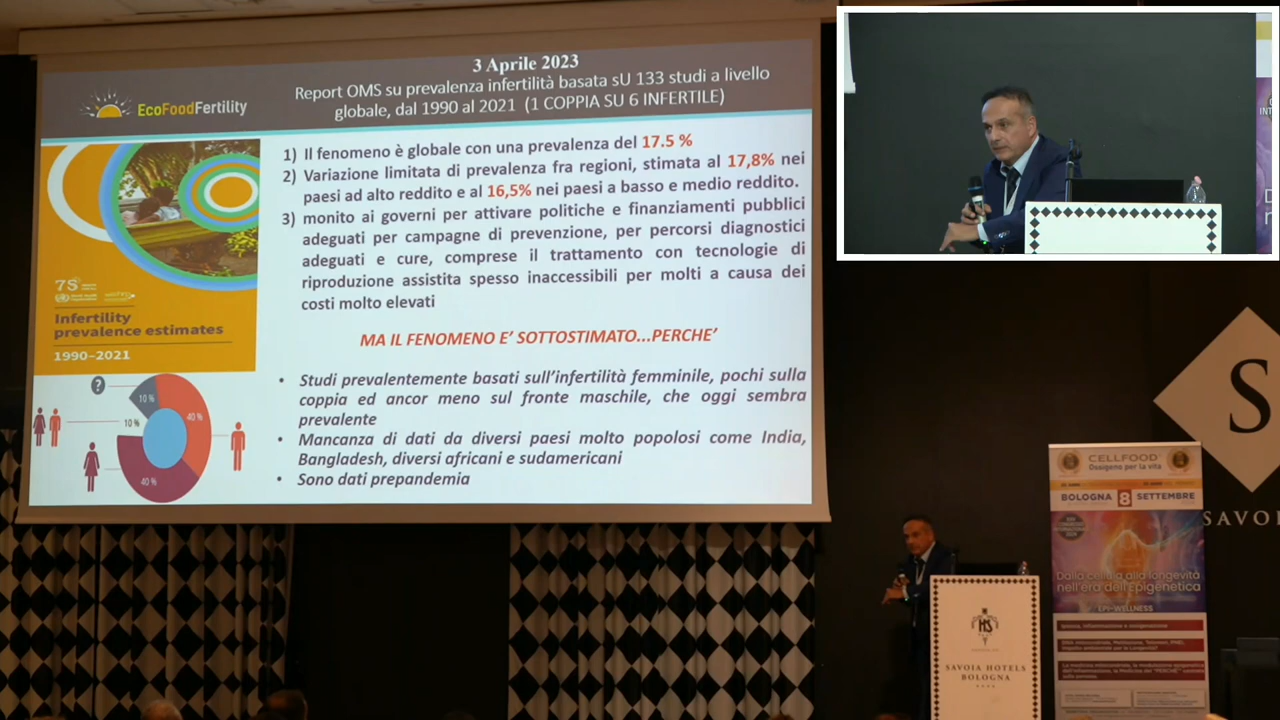 3 Aprile 2023
Report OMS su prevalenza infertilità basata sU 133 studi a livello
globale, dal 1990 al 2021 (1 COPPIA SU 6 INFERTILE)
EcoFoodFertility
1) Il fenomeno è globale con una prevalenza del 17.5 %
2) Variazione limitata di prevalenza fra regioni, stimata al 17,8% nei
paesi ad alto reddito e al 16,5% nei paesi a basso e medio reddito.
3) monito ai governi per attivare politiche e finanziamenti pubblici
adeguati per campagne di prevenzione, per percorsi diagnostici
adeguati e cure, comprese il trattamento con tecnologie di
riproduzione assistita spesso inaccessibili per molti a causa dei
costi molto elevati
MA IL FENOMENO E' SOTTOSTIMATO...PERCHE'
• Studi prevalentemente basati sull'infertilità femminile, pochi sulla
coppia ed ancor meno sul fronte maschile, che oggi sembra
prevalente
• Mancanza di dati da diversi paesi molto popolosi come India,
Bangladesh, diversi africani e sudamericani
• Sono dati prepandemia
Infertility
prevalence estimates
1990–2021
?
10 %
40 %
10 %
40 %
S
SAVO
CELLFOOD
Ossigeno per la vita
BOLOGNA 8 SETTEMBRE
Dalla cellula alla longevità
nell'era dell'Epigenetica
EPI-WELLNESS
HS
SAVOIA HOTELS
BOLOGNA